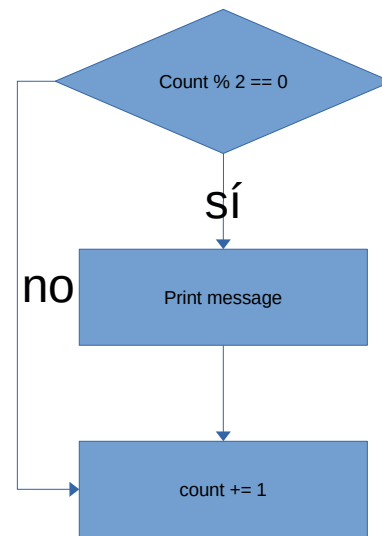 Count % 2 == 0
sí
no
Print message
count += 1